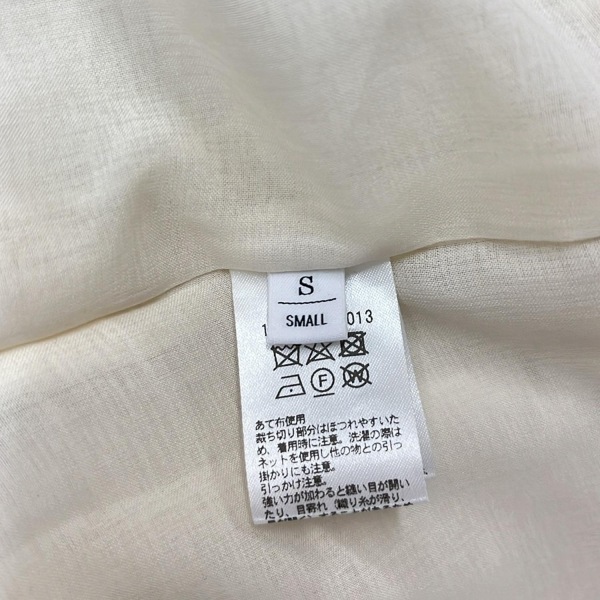 S
SMALL
1 013
F W
あて布使用
裁ち切り部分はほつれやすいた
め、着用時に注意。洗濯の際は
ネットを使用し他の物との引っ
掛かりにも注意。
引っかけ注意。
強い力が加わると縫い目が開い
たり、目寄れ（織り糸が滑り、